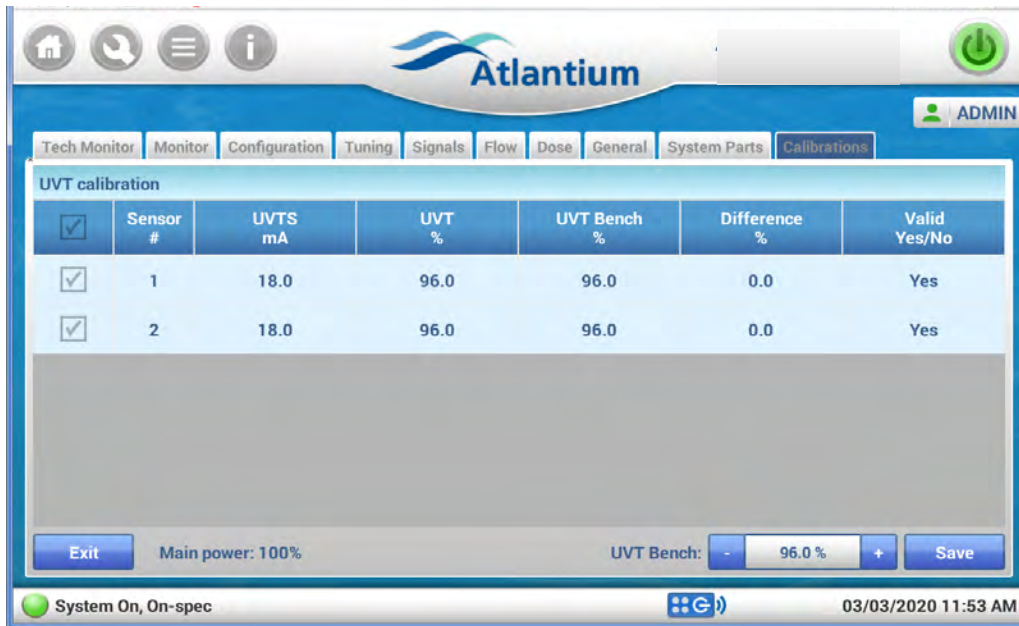 Atlantium
ADMIN
Tech Monitor Monitor Configuration Tuning Signals Flow Dose General System Parts Calibrations
UVT calibration
Sensor # UVTS mA UVT % UVT Bench % Difference % Valid Yes/No
1 18.0 96.0 96.0 0.0 Yes
2 18.0 96.0 96.0 0.0 Yes
Exit Main power: 100% UVT Bench: - 96.0 % + Save
System On, On-spec 03/03/2020 11:53 AM